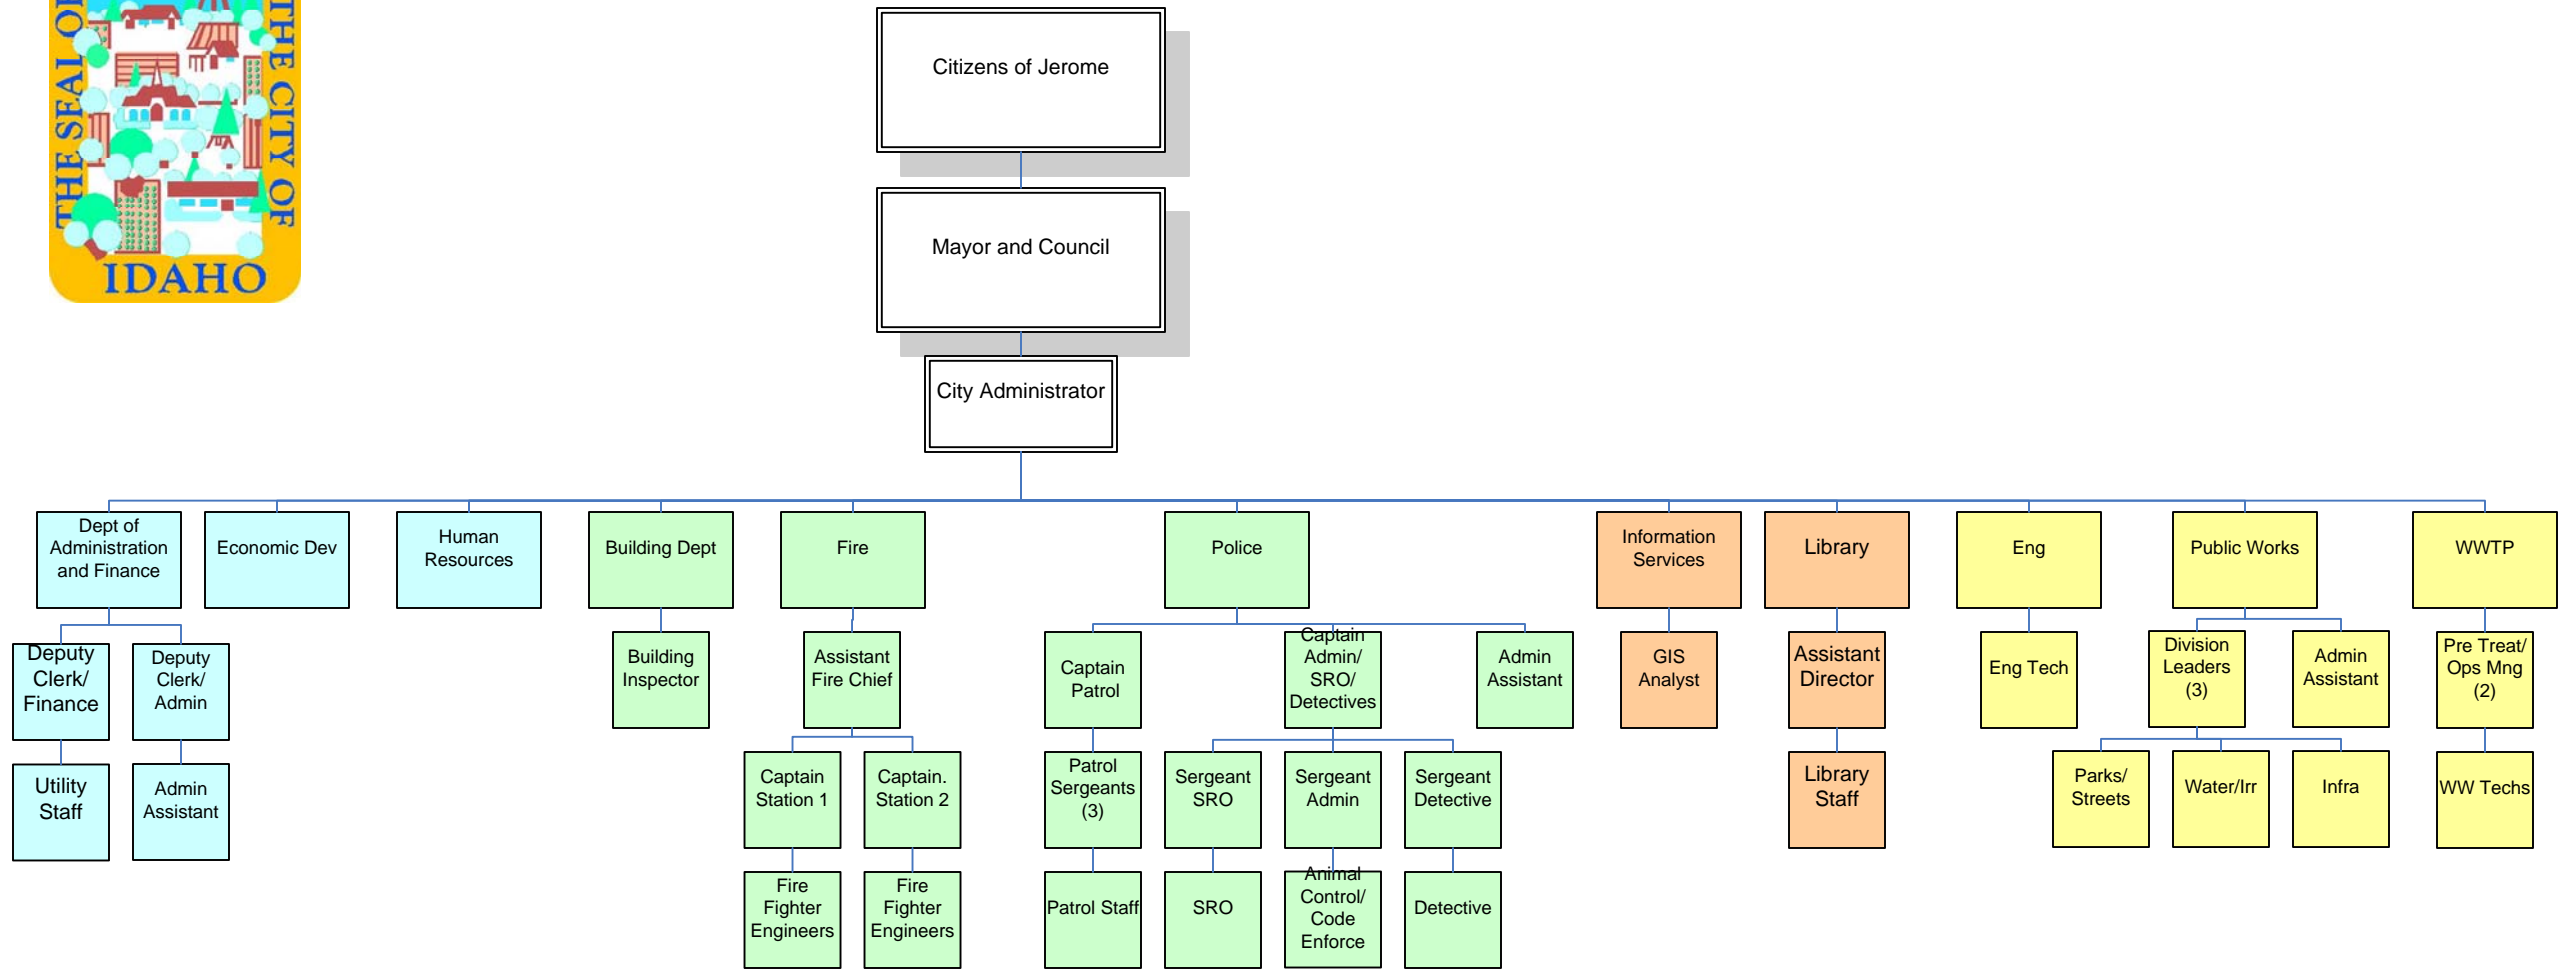 THE SEAL OF
THE CITY OF
IDAHO
Citizens of Jerome
Mayor and Council
City Administrator
Dept of
Administration
and Finance
Economic Dev
Human
Resources
Building Dept
Fire
Police
Information
Services
Library
Eng
Public Works
WWTP
Deputy
Clerk/
Finance
Deputy
Clerk/
Admin
Building
Inspector
Assistant
Fire Chief
Captain
Patrol
Captain
Admin/
SRO/
Detectives
Admin
Assistant
GIS
Analyst
Assistant
Director
Eng Tech
Division
Leaders
(3)
Admin
Assistant
Pre Treat/
Ops Mng
(2)
Utility
Staff
Admin
Assistant
Captain
Station 1
Captain.
Station 2
Patrol
Sergeants
(3)
Sergeant
SRO
Sergeant
Admin
Sergeant
Detective
Library
Staff
Parks/
Streets
Water/Irr
Infra
WW Techs
Fire
Fighter
Engineers
Fire
Fighter
Engineers
Patrol Staff
SRO
Animal
Control/
Code
Enforce
Detective